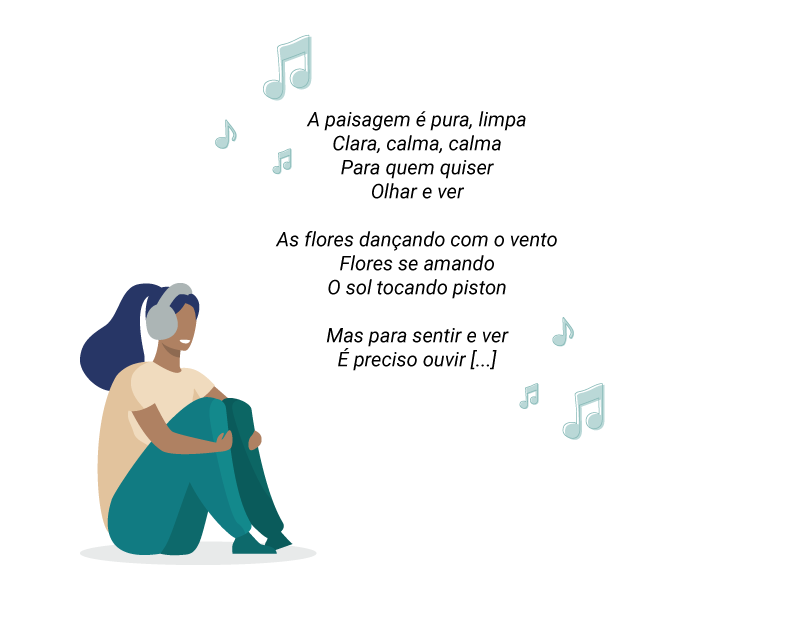 A paisagem é pura, limpa
Clara, calma, calma
Para quem quiser
Olhar e ver
As flores dançando com o vento
Flores se amando
O sol tocando piston
Mas para sentir e ver
É preciso ouvir [...]